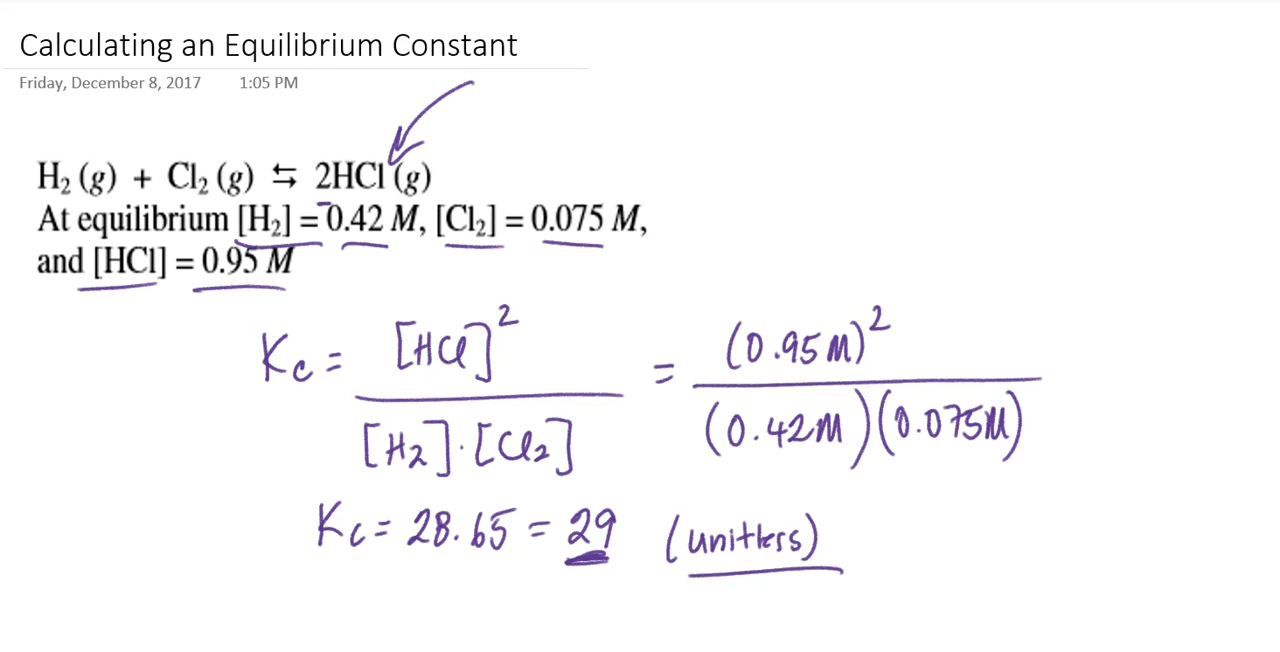 Calculating an Equilibrium Constant
Friday, December 8, 2017 1:05 PM
H₂ (g) + Cl₂ (g) ⇆ 2HCl (g)
At equilibrium [H₂] = 0.42 M, [Cl₂] = 0.075 M,
and [HCl] = 0.95 M
Kc = [HCl]² / [H₂]·[Cl₂] = (0.95M)² / (0.42M)(0.075M)
Kc = 28.65 = 29 (unitless)